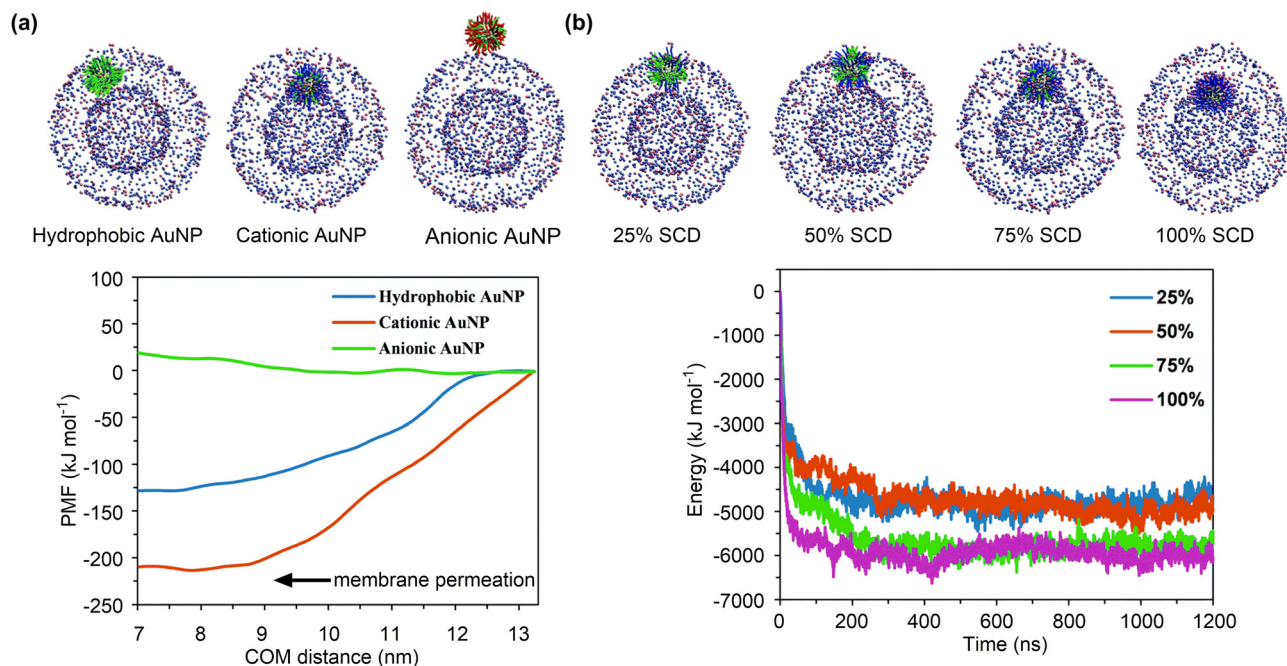 (a)
Hydrophobic AuNP
Cationic AuNP
Anionic AuNP
100
50
0
-50
-100
-150
-200
-250
PMF (kJ mol⁻¹)
Hydrophobic AuNP
Cationic AuNP
Anionic AuNP
membrane permeation
7 8 9 10 11 12 13
COM distance (nm)
(b)
25% SCD
50% SCD
75% SCD
100% SCD
0
-1000
-2000
-3000
-4000
-5000
-6000
-7000
Energy (kJ mol⁻¹)
25%
50%
75%
100%
0 200 400 600 800 1000 1200
Time (ns)